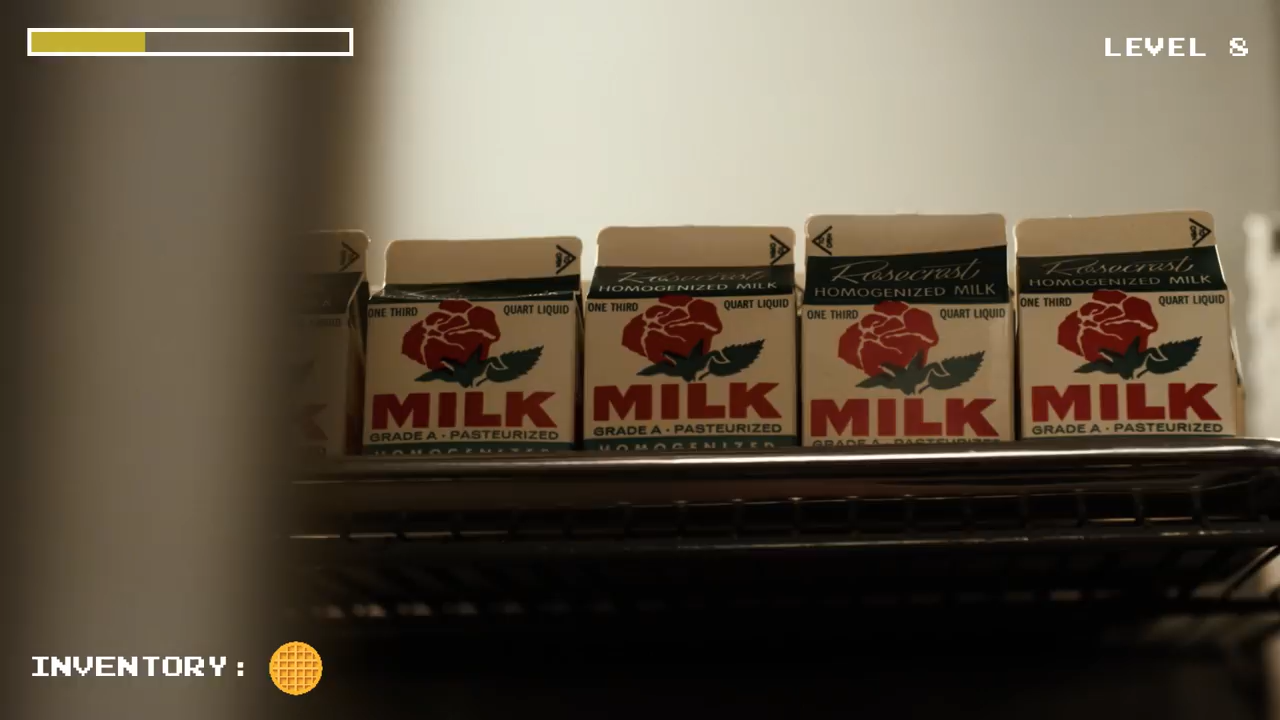 LEVEL 8
Rosecrest
HOMOGENIZED MILK
ONE THIRD QUART LIQUID
MILK
GRADE A · PASTEURIZED
HOMOGENIZED
Rosecrest
HOMOGENIZED MILK
ONE THIRD QUART LIQUID
MILK
GRADE A · PASTEURIZED
HOMOGENIZED
Rosecrest
HOMOGENIZED MILK
ONE THIRD QUART LIQUID
MILK
GRADE A · PASTEURIZED
ONE THIRD QUART LIQUID
MILK
GRADE A · PASTEURIZED
INVENTORY: